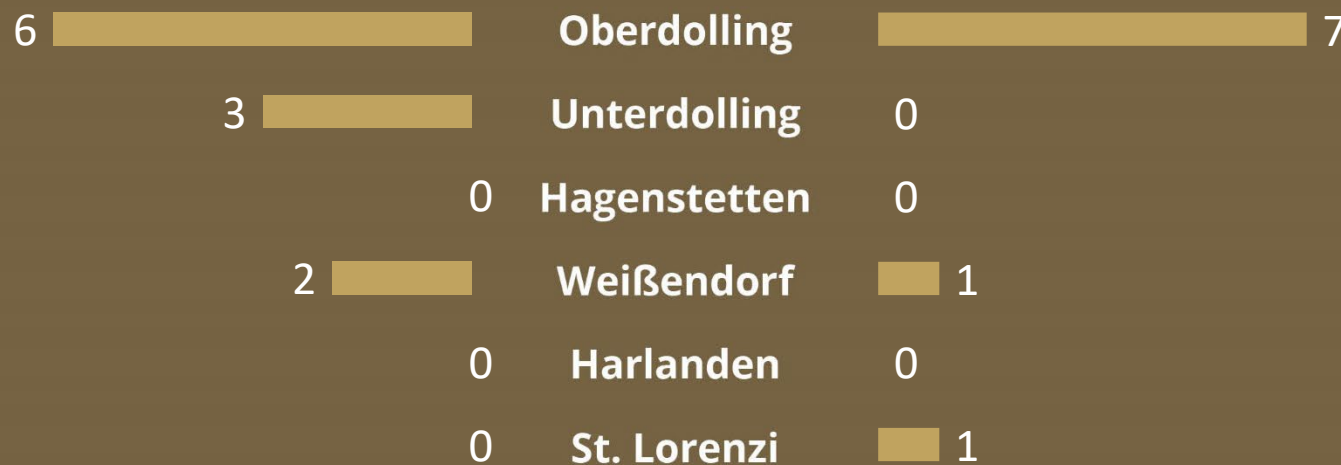 6 Oberdolling 7
3 Unterdolling 0
0 Hagenstetten 0
2 Weißendorf 1
0 Harlanden 0
0 St. Lorenzi 1